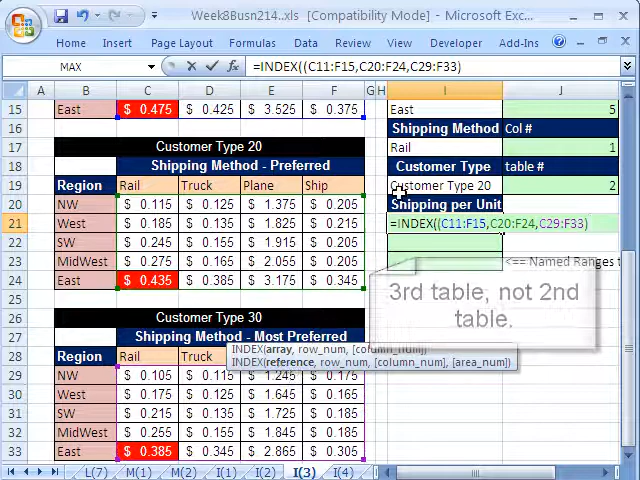 Week8Busn214...xls [Compatibility Mode] - Microsoft Exc...
Home Insert Page Layout Formulas Data Review View Developer Add-Ins
MAX =INDEX((C11:F15,C20:F24,C29:F33)
A B C D E F G H I J
15 East $ 0.475 $ 0.425 $ 3.525 $ 0.375 East 5
16 Shipping Method Col #
17 Customer Type 20 Rail 1
18 Shipping Method - Preferred Customer Type table #
19 Region Rail Truck Plane Ship Customer Type 20 2
20 NW $ 0.115 $ 0.125 $ 1.375 $ 0.205 Shipping per Unit
21 West $ 0.185 $ 0.135 $ 1.825 $ 0.215 =INDEX((C11:F15,C20:F24,C29:F33)
22 SW $ 0.245 $ 0.155 $ 1.915 $ 0.205
23 MidWest $ 0.275 $ 0.165 $ 2.055 $ 0.205 <== Named Ranges t
24 East $ 0.435 $ 0.385 $ 3.175 $ 0.345
3rd table, not 2nd
table.
25
26 Customer Type 30
27 Shipping Method - Most Preferred
INDEX(array, row_num, [column_num])
28 Region Rail Truck
INDEX(reference, row_num, [column_num], [area_num])
29 NW $ 0.105 $ 0.115 $ 1.245 $ 0.175
30 West $ 0.175 $ 0.125 $ 1.645 $ 0.165
31 SW $ 0.215 $ 0.135 $ 1.725 $ 0.185
32 MidWest $ 0.255 $ 0.155 $ 1.845 $ 0.185
33 East $ 0.385 $ 0.345 $ 2.865 $ 0.305
L(7) M(1) M(2) I(1) I(2) I(3) I(4)